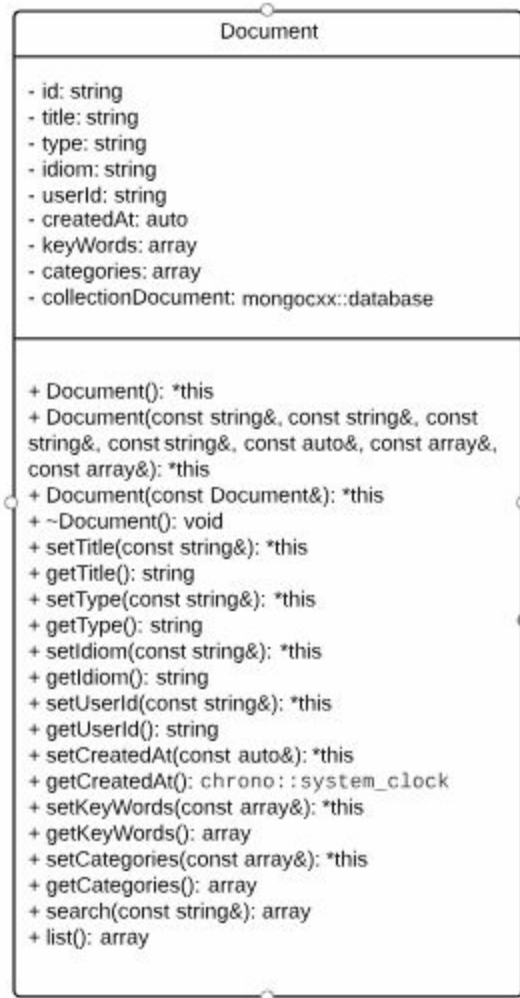 Document
- id: string
- title: string
- type: string
- idiom: string
- userId: string
- createdAt: auto
- keyWords: array
- categories: array
- collectionDocument: mongocxx::database
+ Document(): *this
+ Document(const string&, const string&, const
string&, const string&, const auto&, const array&,
const array&): *this
+ Document(const Document&): *this
+ ~Document(): void
+ setTitle(const string&): *this
+ getTitle(): string
+ setType(const string&): *this
+ getType(): string
+ setIdiom(const string&): *this
+ getIdiom(): string
+ setUserId(const string&): *this
+ getUserId(): string
+ setCreatedAt(const auto&): *this
+ getCreatedAt(): chrono::system_clock
+ setKeyWords(const array&): *this
+ getKeyWords(): array
+ setCategories(const array&): *this
+ getCategories(): array
+ search(const string&): array
+ list(): array